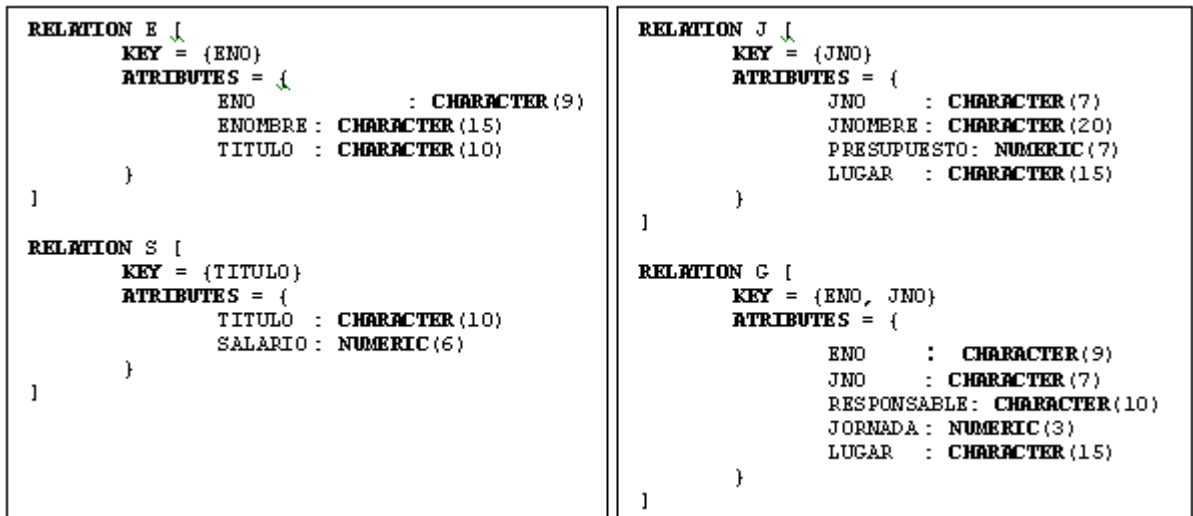 RELATION E [
KEY = {ENO}
ATRIBUTES = {
ENO : CHARACTER(9)
ENOMBRE : CHARACTER(15)
TITULO : CHARACTER(10)
}
]
RELATION S [
KEY = {TITULO}
ATRIBUTES = {
TITULO : CHARACTER(10)
SALARIO : NUMERIC(6)
}
]
RELATION J [
KEY = {JNO}
ATRIBUTES = {
JNO : CHARACTER(7)
JNOMBRE : CHARACTER(20)
PRESUPUESTO: NUMERIC(7)
LUGAR : CHARACTER(15)
}
]
RELATION G [
KEY = {ENO, JNO}
ATRIBUTES = {
ENO : CHARACTER(9)
JNO : CHARACTER(7)
RESPONSABLE: CHARACTER(10)
JORNADA : NUMERIC(3)
LUGAR : CHARACTER(15)
}
]